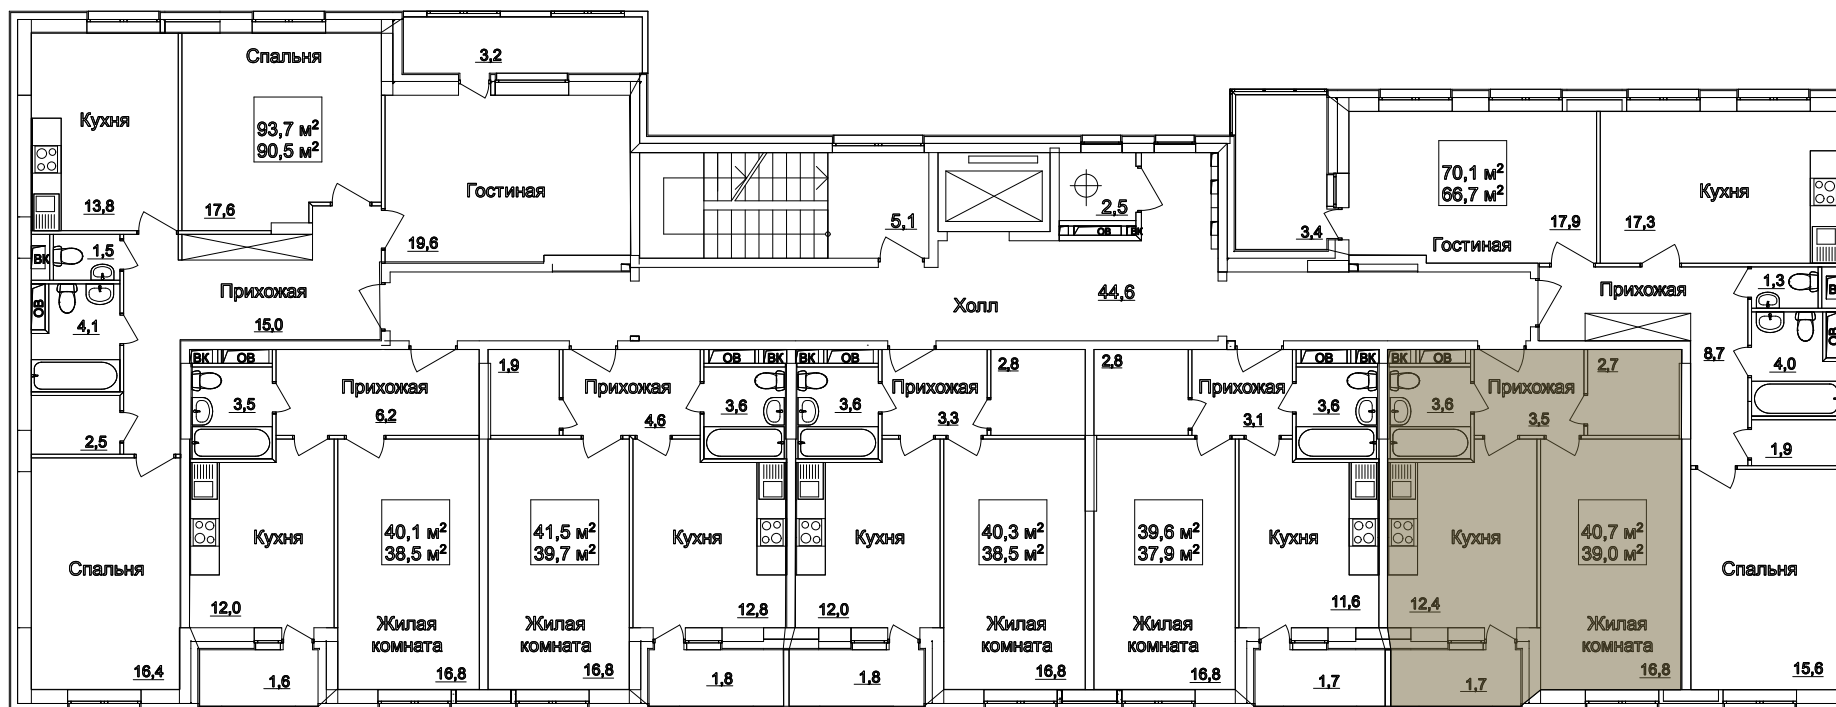 3,2
Спальня
Кухня
93,7 м²
90,5 м²
13,8
17,6
Гостиная
19,6
5,1
2,5
ОВ
ВК
3,4
70,1 м²
66,7 м²
17,9
Гостиная
Кухня
17,3
ВК
1,5
ОВ
4,1
Прихожая
15,0
Холл
44,6
Прихожая
1,3
8,7
4,0
2,5
1,9
ВК
ОВ
3,5
Прихожая
6,2
1,9
Прихожая
4,6
ОВ
ВК
3,6
ВК
ОВ
3,6
Прихожая
3,3
2,8
2,8
Прихожая
3,1
ОВ
ВК
3,6
ВК
ОВ
3,6
Прихожая
3,5
2,7
Спальня
16,4
Кухня
12,0
40,1 м²
38,5 м²
Жилая
комната
16,8
1,6
41,5 м²
39,7 м²
Жилая
комната
16,8
Кухня
12,8
1,8
Кухня
12,0
1,8
40,3 м²
38,5 м²
Жилая
комната
16,8
39,6 м²
37,9 м²
Жилая
комната
16,8
Кухня
11,6
1,7
Кухня
12,4
1,7
40,7 м²
39,0 м²
Жилая
комната
16,8
Спальня
15,6